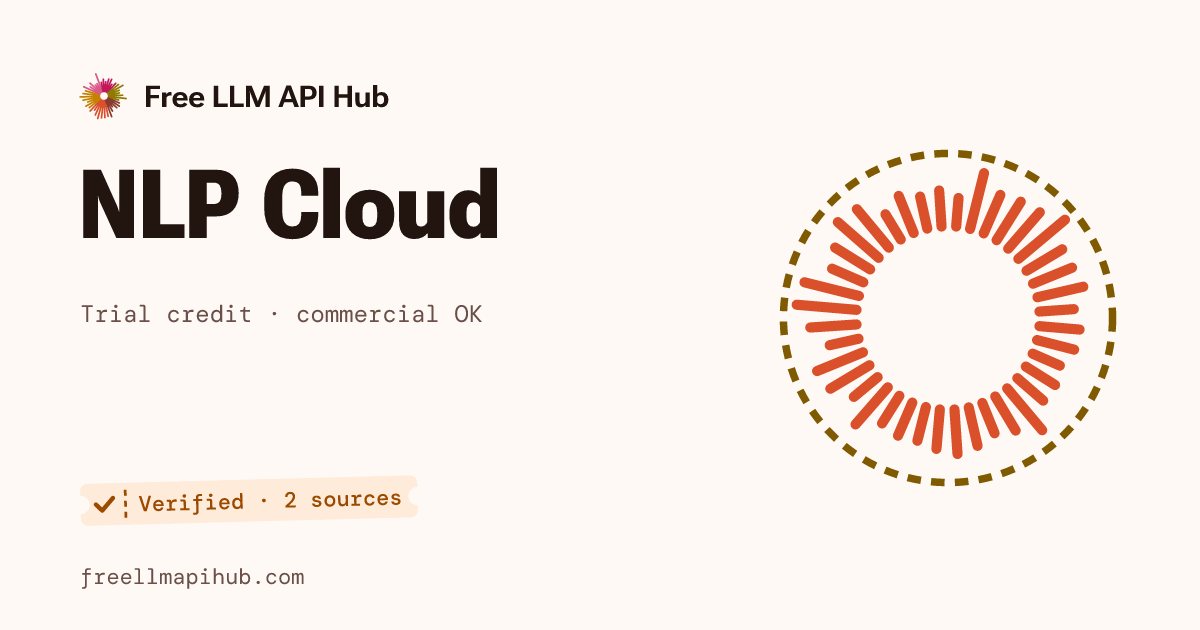 Free LLM API Hub
NLP Cloud
Trial credit · commercial OK
Verified · 2 sources
freellmapihub.com